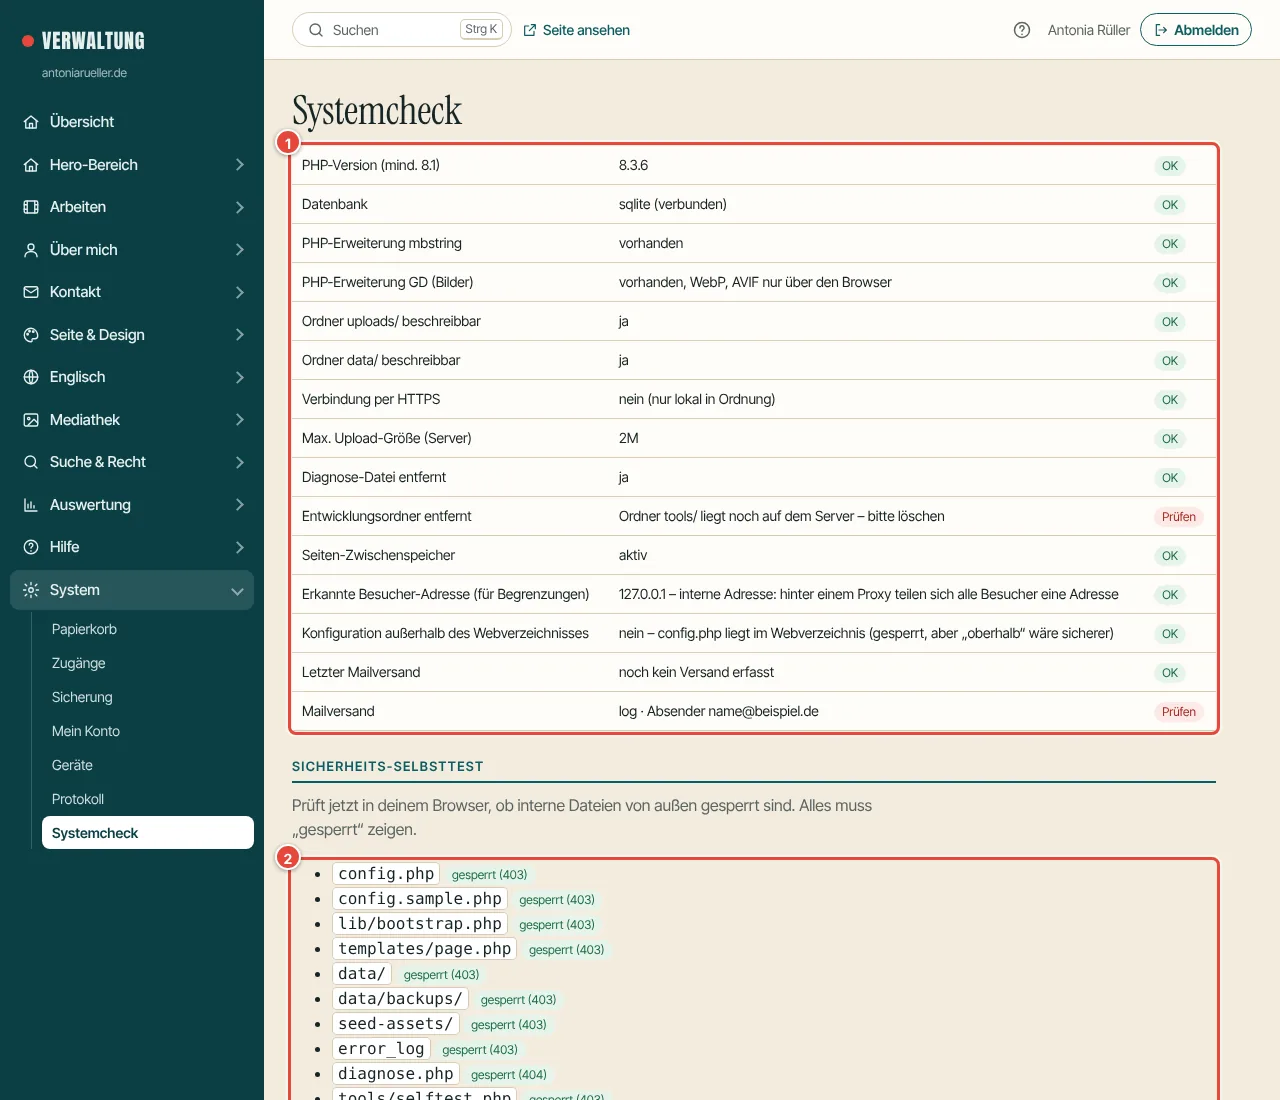 VERWALTUNG
antoniarueller.de
Übersicht
Hero-Bereich
Arbeiten
Über mich
Kontakt
Seite & Design
Englisch
Mediathek
Suche & Recht
Auswertung
Hilfe
System
Papierkorb
Zugänge
Sicherung
Mein Konto
Geräte
Protokoll
Systemcheck
Suchen Strg K Seite ansehen Antonia Rüller Abmelden
Systemcheck
1
PHP-Version (mind. 8.1) 8.3.6 OK
Datenbank sqlite (verbunden) OK
PHP-Erweiterung mbstring vorhanden OK
PHP-Erweiterung GD (Bilder) vorhanden, WebP, AVIF nur über den Browser OK
Ordner uploads/ beschreibbar ja OK
Ordner data/ beschreibbar ja OK
Verbindung per HTTPS nein (nur lokal in Ordnung) OK
Max. Upload-Größe (Server) 2M OK
Diagnose-Datei entfernt ja OK
Entwicklungsordner entfernt Ordner tools/ liegt noch auf dem Server – bitte löschen Prüfen
Seiten-Zwischenspeicher aktiv OK
Erkannte Besucher-Adresse (für Begrenzungen) 127.0.0.1 – interne Adresse: hinter einem Proxy teilen sich alle Besucher eine Adresse OK
Konfiguration außerhalb des Webverzeichnisses nein – config.php liegt im Webverzeichnis (gesperrt, aber „oberhalb“ wäre sicherer) OK
Letzter Mailversand noch kein Versand erfasst OK
Mailversand log · Absender name@beispiel.de Prüfen
SICHERHEITS-SELBSTTEST
Prüft jetzt in deinem Browser, ob interne Dateien von außen gesperrt sind. Alles muss
„gesperrt“ zeigen.
2
config.php gesperrt (403)
config.sample.php gesperrt (403)
lib/bootstrap.php gesperrt (403)
templates/page.php gesperrt (403)
data/ gesperrt (403)
data/backups/ gesperrt (403)
seed-assets/ gesperrt (403)
error_log gesperrt (403)
diagnose.php gesperrt (404)
tools/selftest.php gesperrt (403)